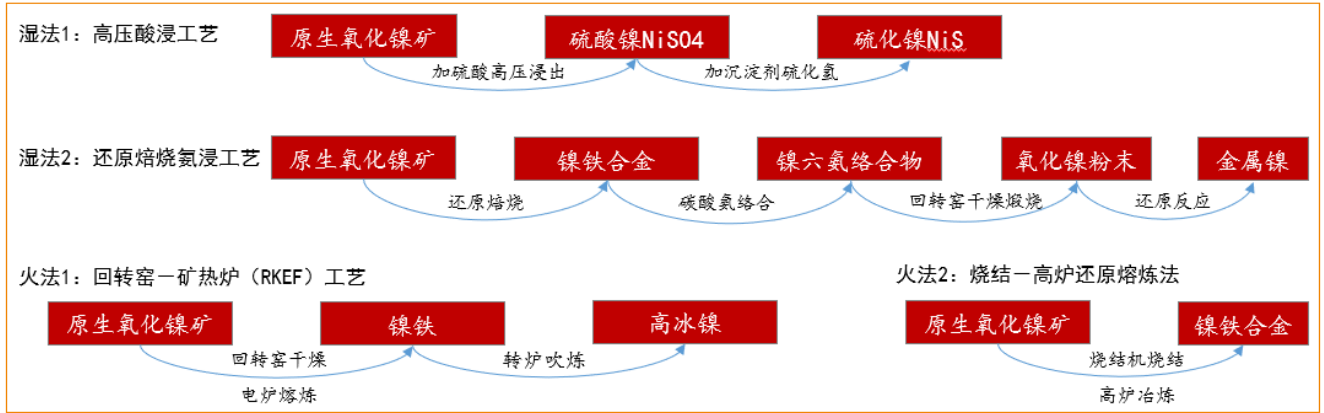 湿法1：高压酸浸工艺
原生氧化镍矿
硫酸镍NiSO4
硫化镍NiS
加硫酸高压浸出
加沉淀剂硫化氢
湿法2：还原焙烧氨浸工艺
原生氧化镍矿
镍铁合金
镍六氨络合物
氧化镍粉末
金属镍
还原焙烧
碳酸氨络合
回转窑干燥煅烧
还原反应
火法1：回转窑—矿热炉（RKEF）工艺
原生氧化镍矿
镍铁
高冰镍
回转窑干燥
电炉熔炼
转炉吹炼
火法2：烧结—高炉还原熔炼法
原生氧化镍矿
镍铁合金
烧结机烧结
高炉冶炼